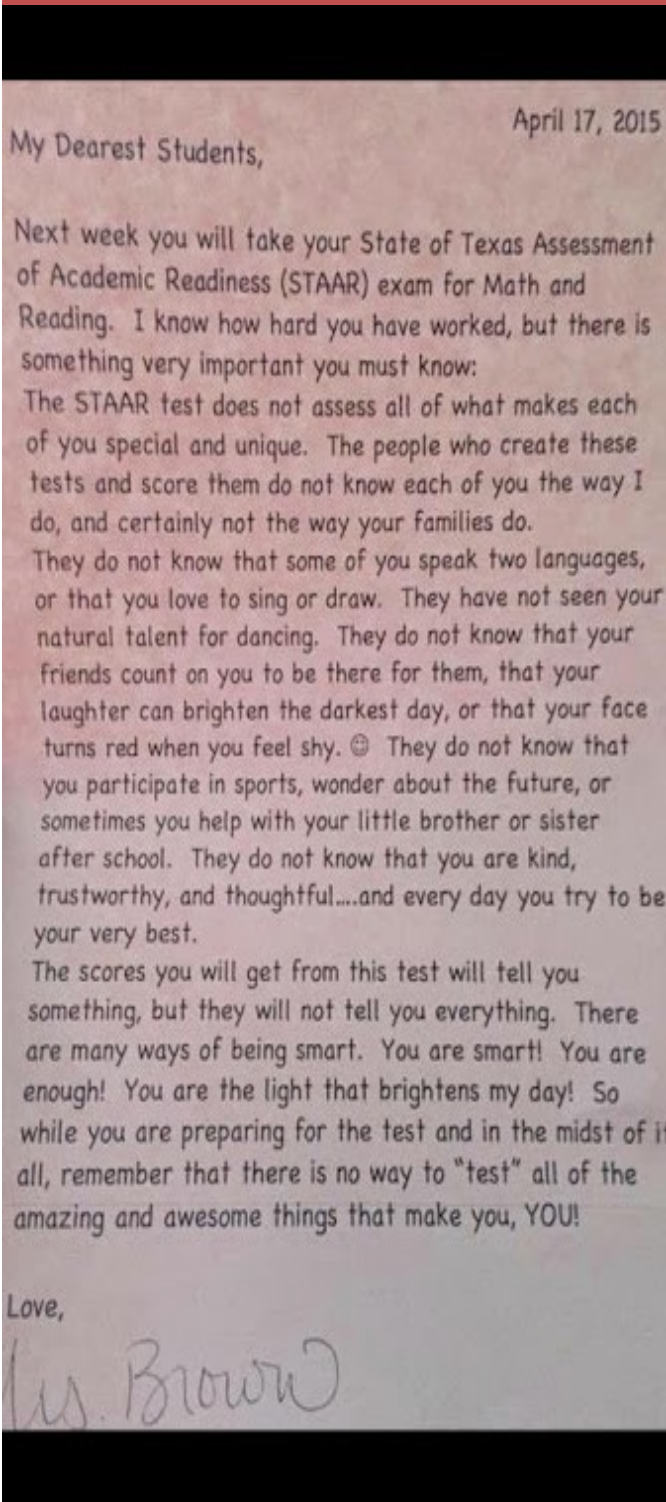 April 17, 2015
My Dearest Students,
Next week you will take your State of Texas Assessment
of Academic Readiness (STAAR) exam for Math and
Reading. I know how hard you have worked, but there is
something very important you must know:
The STAAR test does not assess all of what makes each
of you special and unique. The people who create these
tests and score them do not know each of you the way I
do, and certainly not the way your families do.
They do not know that some of you speak two languages,
or that you love to sing or draw. They have not seen your
natural talent for dancing. They do not know that your
friends count on you to be there for them, that your
laughter can brighten the darkest day, or that your face
turns red when you feel shy. ☺ They do not know that
you participate in sports, wonder about the future, or
sometimes you help with your little brother or sister
after school. They do not know that you are kind,
trustworthy, and thoughtful....and every day you try to be
your very best.
The scores you will get from this test will tell you
something, but they will not tell you everything. There
are many ways of being smart. You are smart! You are
enough! You are the light that brightens my day! So
while you are preparing for the test and in the midst of it
all, remember that there is no way to "test" all of the
amazing and awesome things that make you, YOU!
Love,
Brown